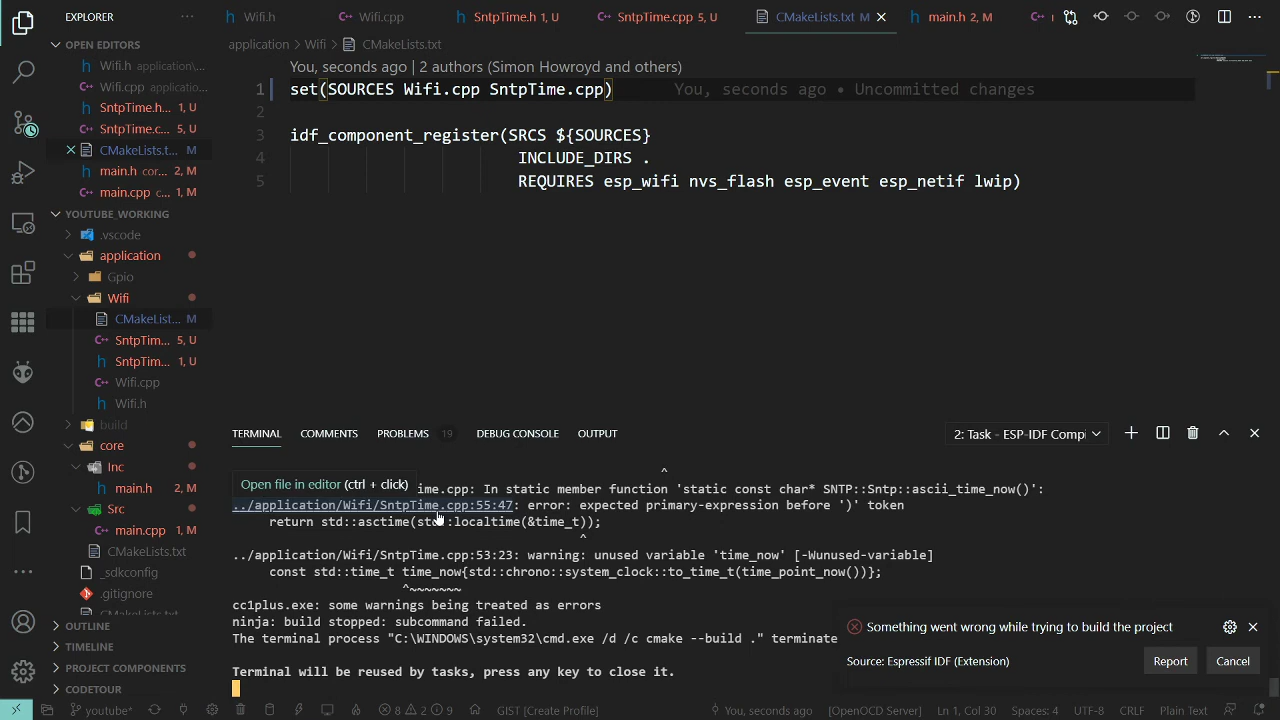 EXPLORER
OPEN EDITORS
Wifi.h application\...
Wifi.cpp applicatio...
SntpTime.h... 1, U
SntpTime.c... 5, U
CMakeLists.t... M
main.h cor... 2, M
main.cpp c... 1, M
YOUTUBE_WORKING
.vscode
application
Gpio
Wifi
CMakeList... M
SntpTim... 5, U
SntpTim... 1, U
Wifi.cpp
Wifi.h
build
core
Inc
main.h 2, M
Src
main.cpp 1, M
CMakeLists.txt
_sdkconfig
.gitignore
CMakeLists.txt
OUTLINE
TIMELINE
PROJECT COMPONENTS
CODETOUR
Wifi.h
Wifi.cpp
SntpTime.h 1, U
SntpTime.cpp 5, U
CMakeLists.txt M
main.h 2, M
application > Wifi > CMakeLists.txt
You, seconds ago | 2 authors (Simon Howroyd and others)
1 set(SOURCES Wifi.cpp SntpTime.cpp) You, seconds ago • Uncommitted changes
2
3 idf_component_register(SRCS ${SOURCES}
4 INCLUDE_DIRS .
5 REQUIRES esp_wifi nvs_flash esp_event esp_netif lwip)
TERMINAL COMMENTS PROBLEMS 19 DEBUG CONSOLE OUTPUT
2: Task - ESP-IDF Compi
^
Open file in editor (ctrl + click)
ime.cpp: In static member function 'static const char* SNTP::Sntp::ascii_time_now()':
../application/Wifi/SntpTime.cpp:55:47: error: expected primary-expression before ')' token
return std::asctime(std::localtime(&time_t));
^
../application/Wifi/SntpTime.cpp:53:23: warning: unused variable 'time_now' [-Wunused-variable]
const std::time_t time_now{std::chrono::system_clock::to_time_t(time_point_now())};
^~~~~~~~
cc1plus.exe: some warnings being treated as errors
ninja: build stopped: subcommand failed.
The terminal process "C:\WINDOWS\system32\cmd.exe /d /c cmake --build ." terminate
Terminal will be reused by tasks, press any key to close it.
Something went wrong while trying to build the project
Source: Espressif IDF (Extension)
Report
Cancel
youtube*
8 2 9
GIST [Create Profile]
You, seconds ago
[OpenOCD Server]
Ln 1, Col 30
Spaces: 4
UTF-8
CRLF
Plain Text